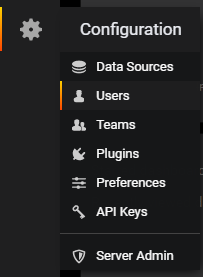 Configuration
Data Sources
Users
Teams
Plugins
Preferences
API Keys
Server Admin